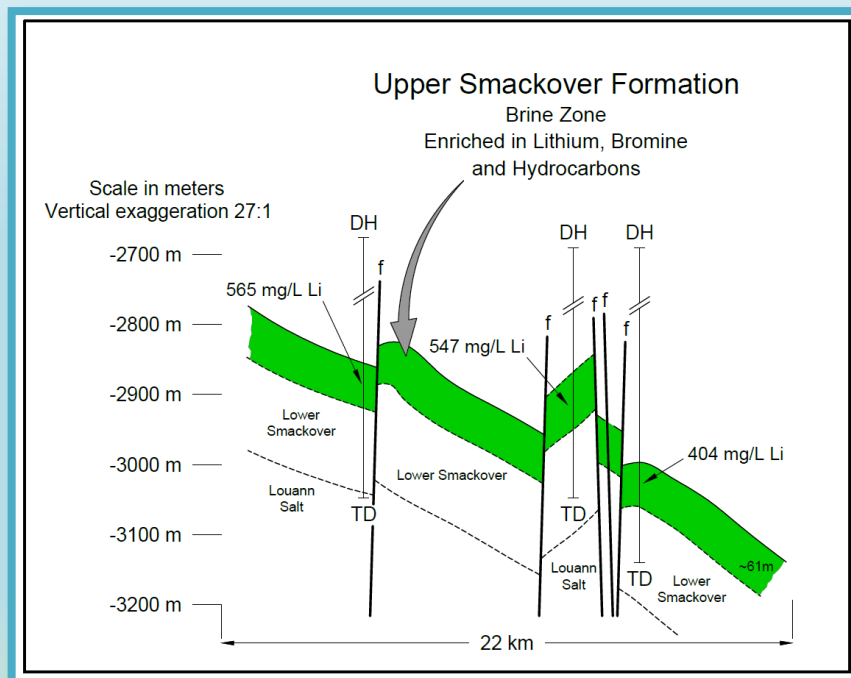 Upper Smackover Formation
Brine Zone
Enriched in Lithium, Bromine
and Hydrocarbons
Scale in meters
Vertical exaggeration 27:1
DH
DH
DH
-2700 m
f
565 mg/L Li
-2800 m
f
f
f
f
547 mg/L Li
-2900 m
Lower
Smackover
404 mg/L Li
-3000 m
Lower Smackover
Louann
Salt
TD
TD
-3100 m
Louann
Salt
~61m
TD
Lower
Smackover
-3200 m
22 km